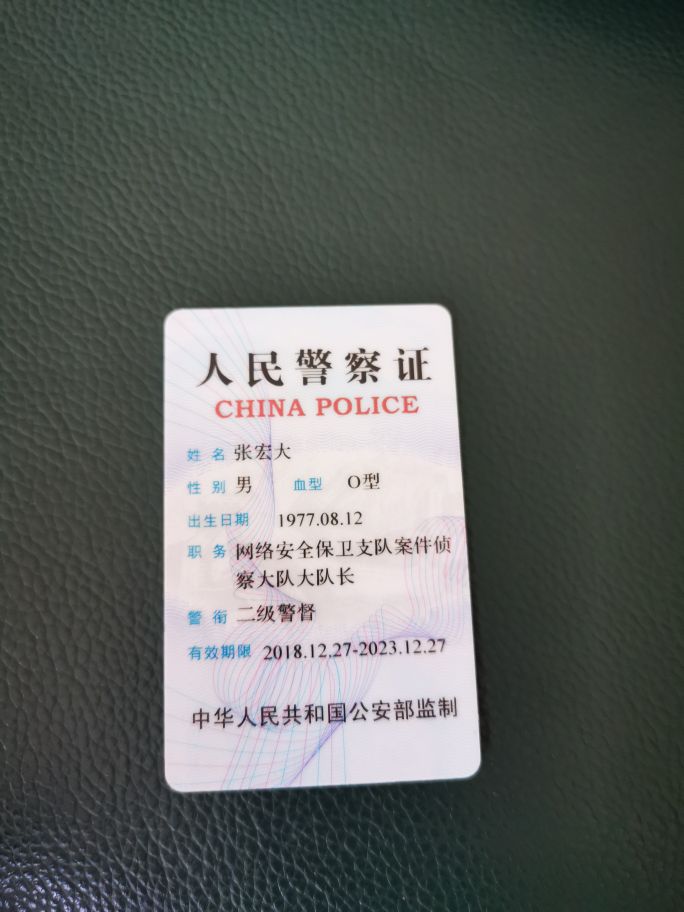 人民警察证
CHINA POLICE
姓名 张宏大
性别 男 血型 O型
出生日期 1977.08.12
职务 网络安全保卫支队案件侦
察大队大队长
警衔 二级警督
有效期限 2018.12.27-2023.12.27
中华人民共和国公安部监制